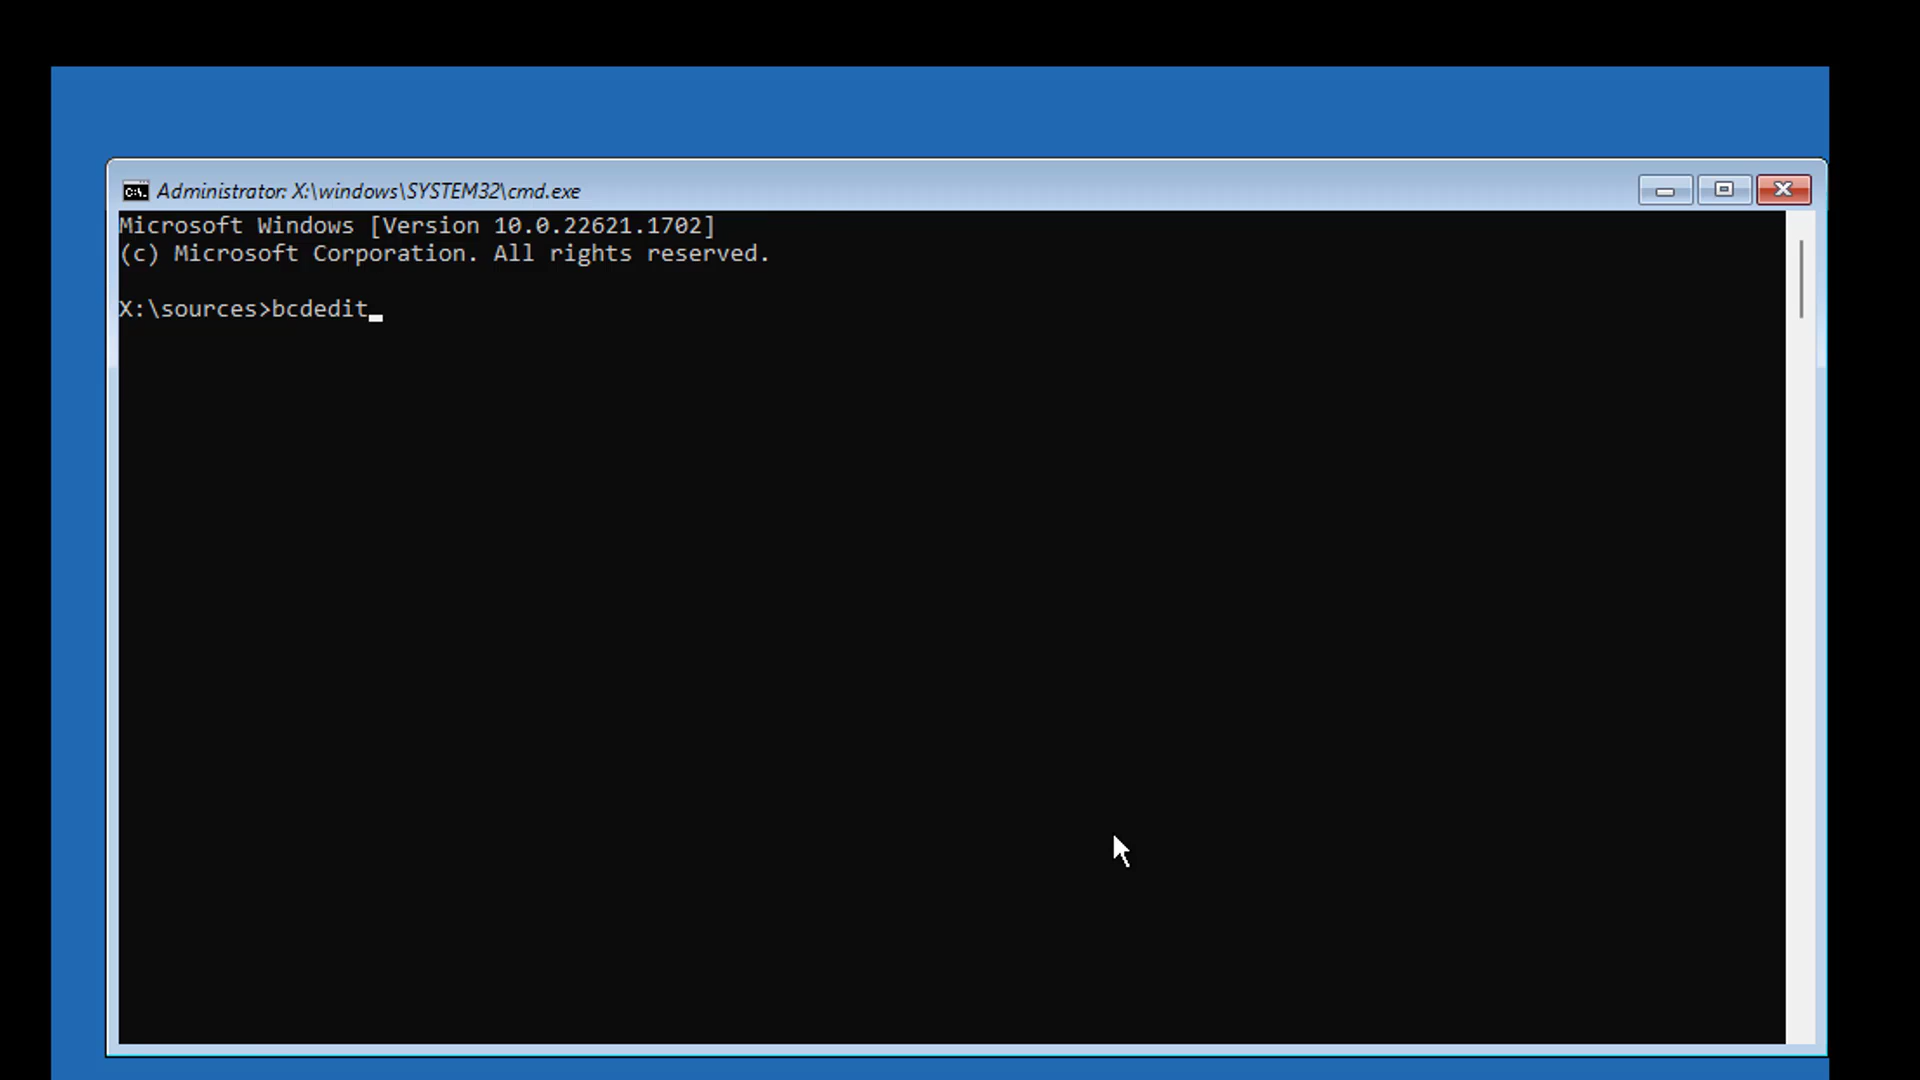 Administrator: X:\windows\SYSTEM32\cmd.exe
Microsoft Windows [Version 10.0.22621.1702]
(c) Microsoft Corporation. All rights reserved.
X:\sources>bcdedit